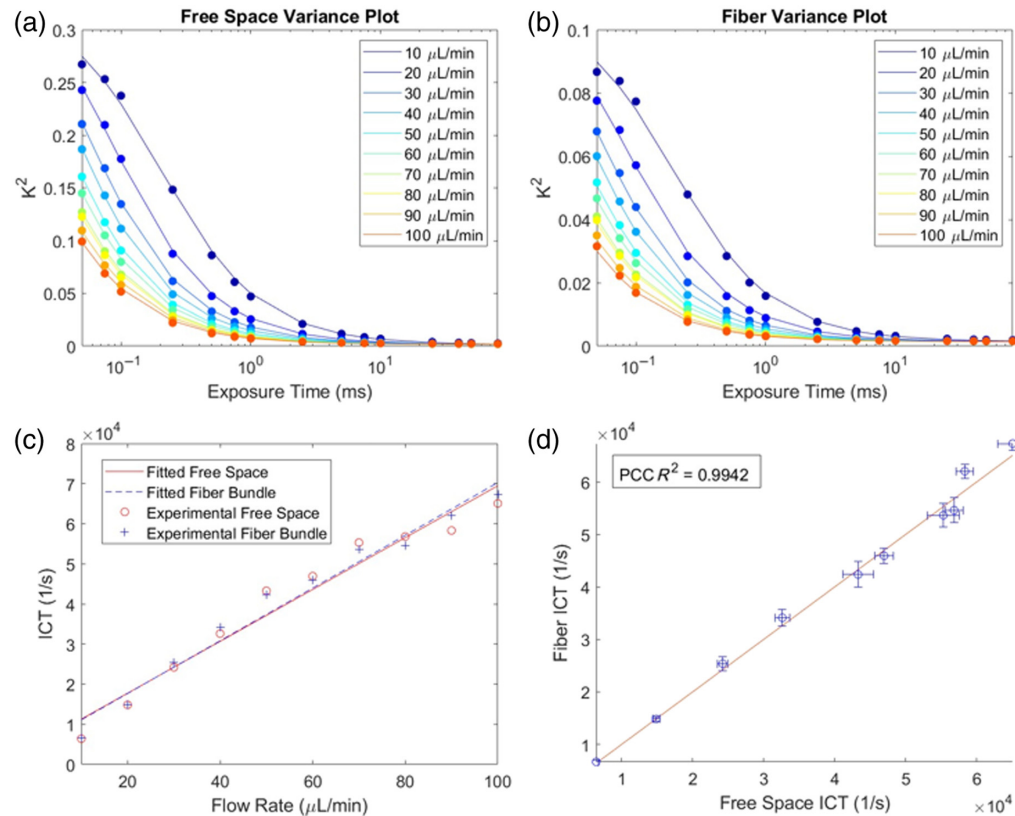 (a)
Free Space Variance Plot
0.3
0.25
0.2
0.15
0.1
0.05
0
K²
10 μL/min
20 μL/min
30 μL/min
40 μL/min
50 μL/min
60 μL/min
70 μL/min
80 μL/min
90 μL/min
100 μL/min
10⁻¹ 10⁰ 10¹
Exposure Time (ms)
(b)
Fiber Variance Plot
0.1
0.08
0.06
0.04
0.02
0
K²
10 μL/min
20 μL/min
30 μL/min
40 μL/min
50 μL/min
60 μL/min
70 μL/min
80 μL/min
90 μL/min
100 μL/min
10⁻¹ 10⁰ 10¹
Exposure Time (ms)
(c)
×10⁴
8
7
6
5
4
3
2
1
0
ICT (1/s)
Fitted Free Space
Fitted Fiber Bundle
Experimental Free Space
Experimental Fiber Bundle
20 40 60 80 100
Flow Rate (μL/min)
(d)
×10⁴
6
5
4
3
2
1
Fiber ICT (1/s)
PCC R² = 0.9942
1 2 3 4 5 6
×10⁴
Free Space ICT (1/s)